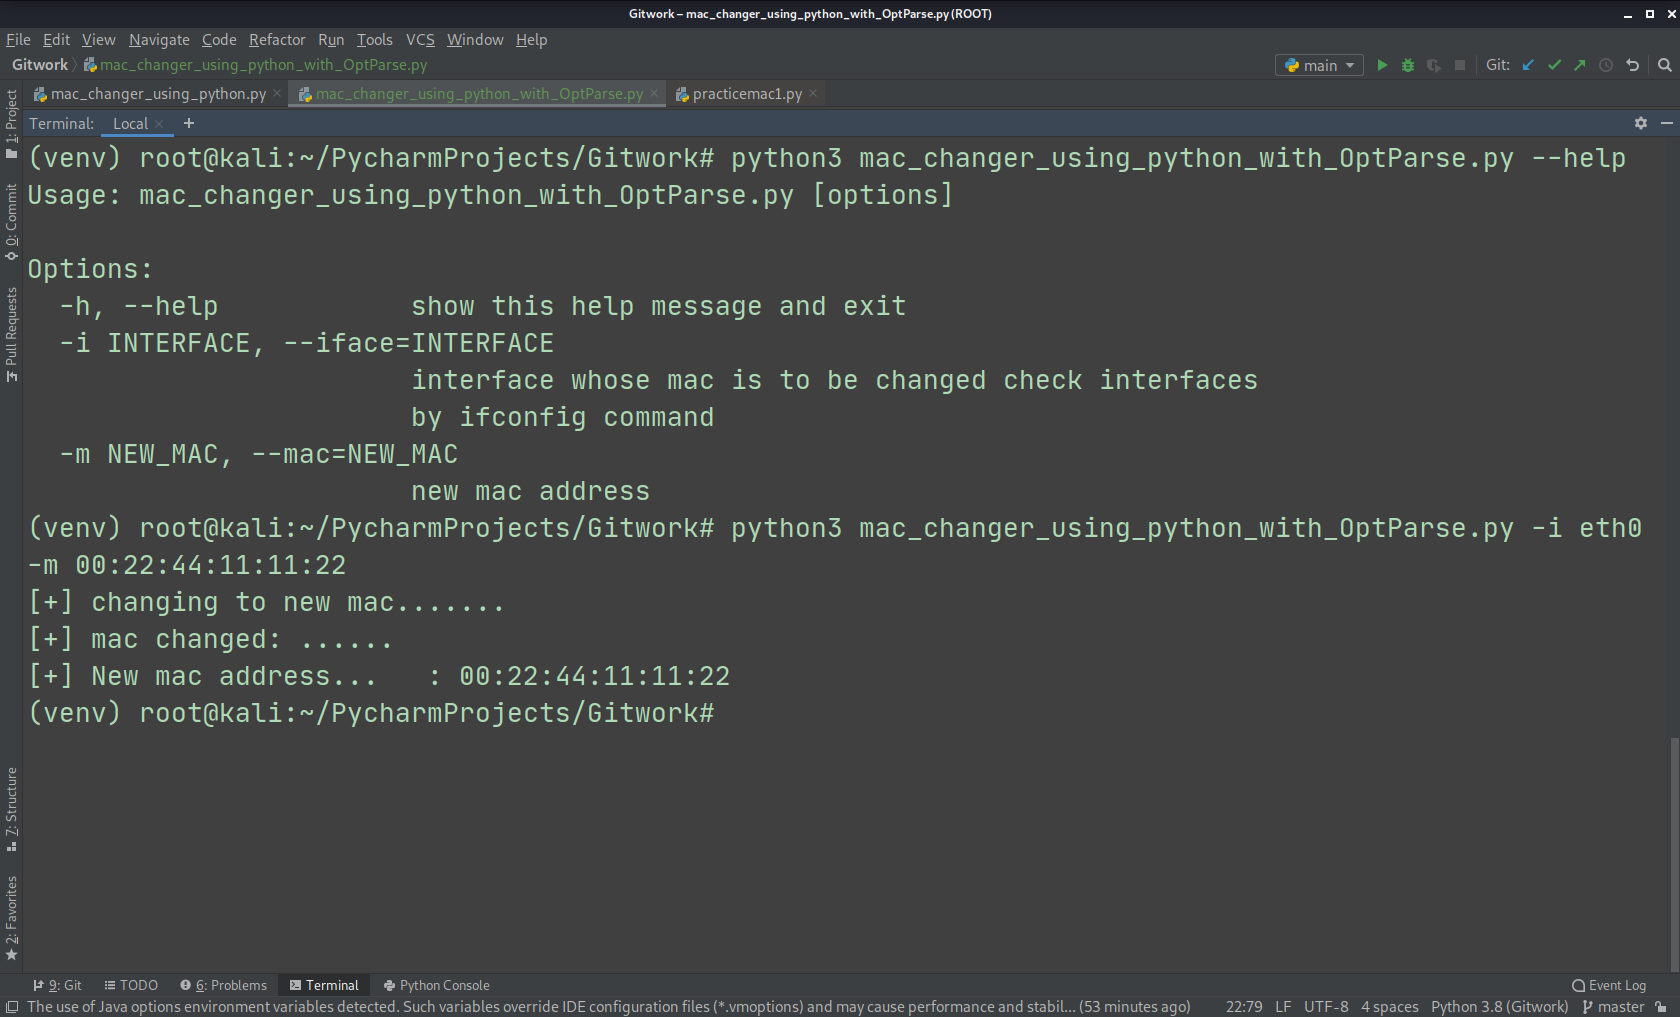 Gitwork – mac_changer_using_python_with_OptParse.py (ROOT)
File Edit View Navigate Code Refactor Run Tools VCS Window Help
Gitwork mac_changer_using_python_with_OptParse.py main Git:
mac_changer_using_python.py mac_changer_using_python_with_OptParse.py practicemac1.py
Terminal: Local +
1: Project
0: Commit
Pull Requests
(venv) root@kali:~/PycharmProjects/Gitwork# python3 mac_changer_using_python_with_OptParse.py --help
Usage: mac_changer_using_python_with_OptParse.py [options]
Options:
-h, --help show this help message and exit
-i INTERFACE, --iface=INTERFACE
interface whose mac is to be changed check interfaces
by ifconfig command
-m NEW_MAC, --mac=NEW_MAC
new mac address
(venv) root@kali:~/PycharmProjects/Gitwork# python3 mac_changer_using_python_with_OptParse.py -i eth0
-m 00:22:44:11:11:22
[+] changing to new mac.......
[+] mac changed: ......
[+] New mac address... : 00:22:44:11:11:22
(venv) root@kali:~/PycharmProjects/Gitwork#
7: Structure
2: Favorites
9: Git TODO 6: Problems Terminal Python Console Event Log
The use of Java options environment variables detected. Such variables override IDE configuration files (*.vmoptions) and may cause performance and stabil... (53 minutes ago) 22:79 LF UTF-8 4 spaces Python 3.8 (Gitwork) master